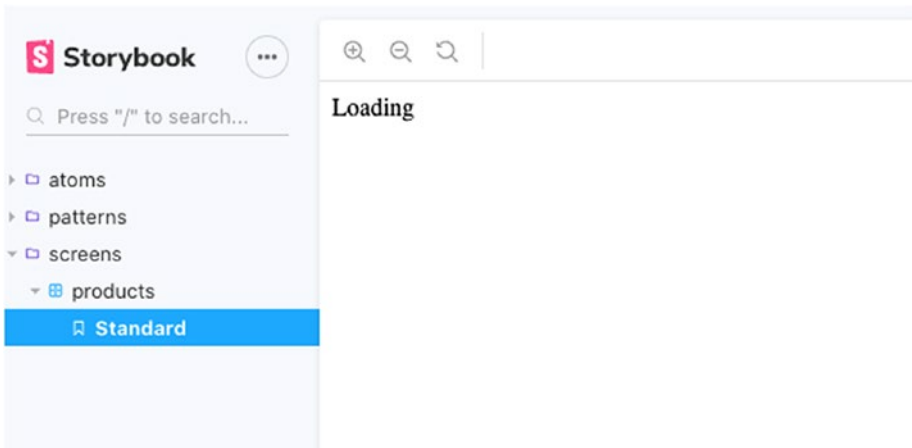 Storybook
Press "/" to search...
Loading
atoms
patterns
screens
products
Standard